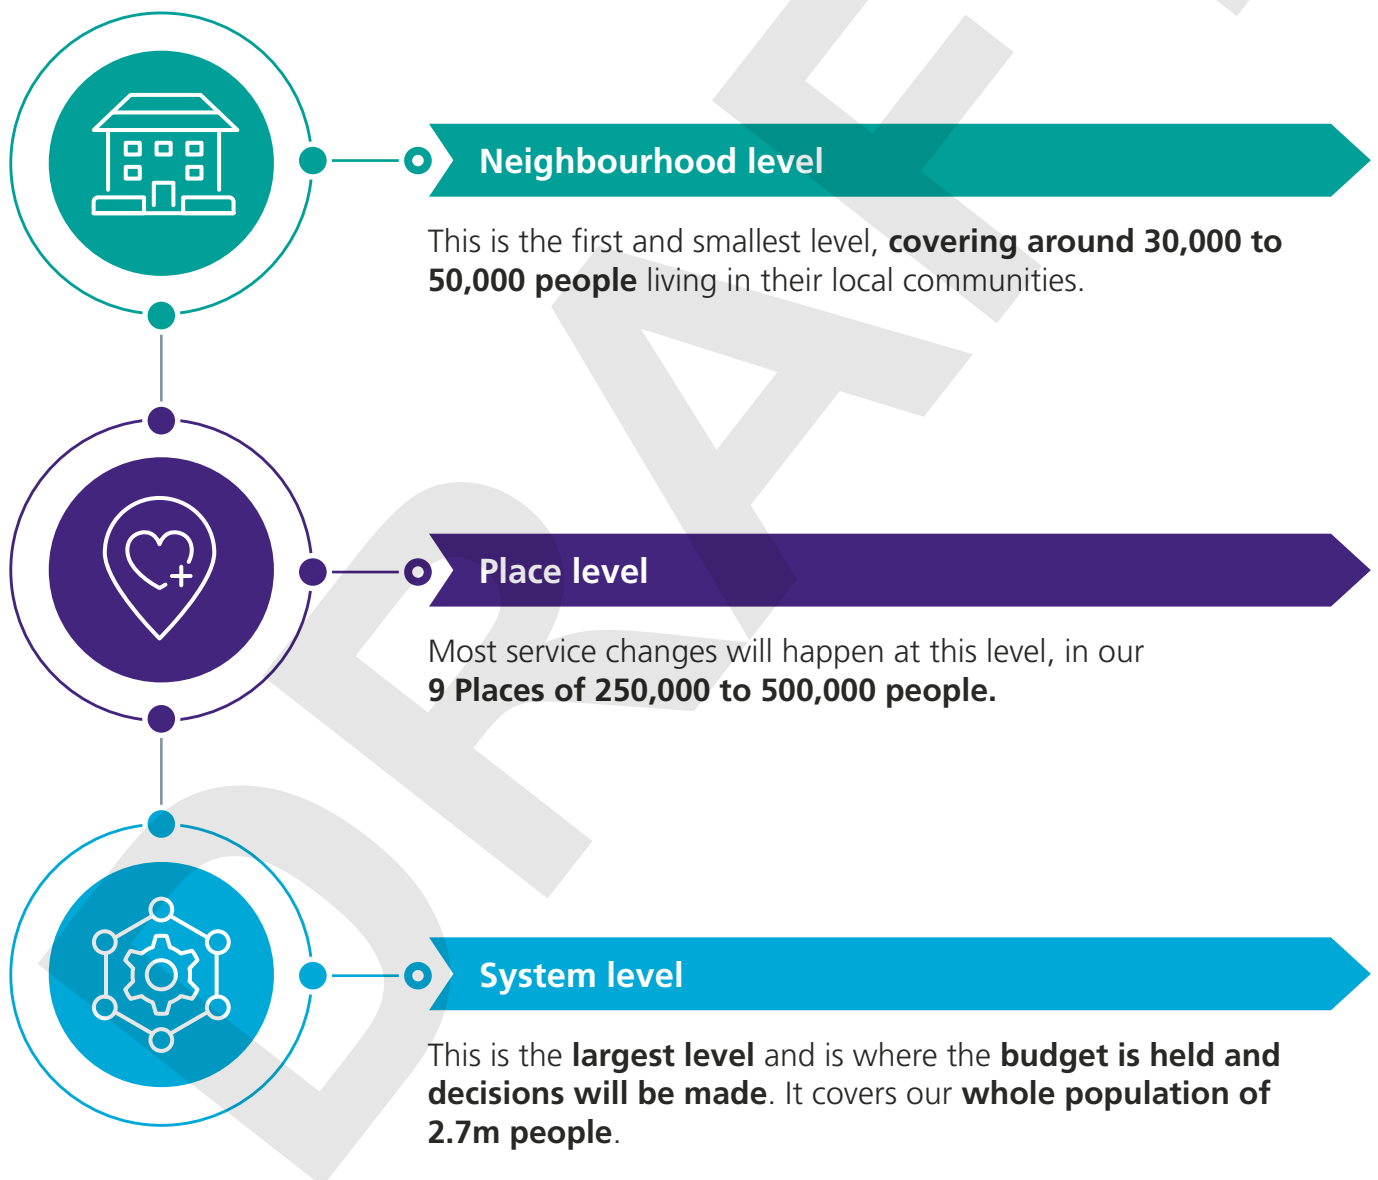 Neighbourhood level
This is the first and smallest level, covering around 30,000 to
50,000 people living in their local communities.
Place level
Most service changes will happen at this level, in our
9 Places of 250,000 to 500,000 people.
System level
This is the largest level and is where the budget is held and
decisions will be made. It covers our whole population of
2.7m people.
DRAFT